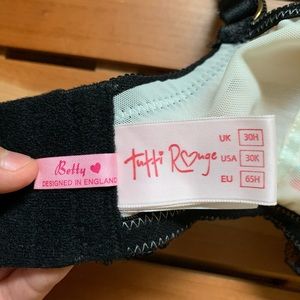 Betty
DESIGNED IN ENGLAND
tutti Rouge
UK 30H
USA 30K
EU 65H